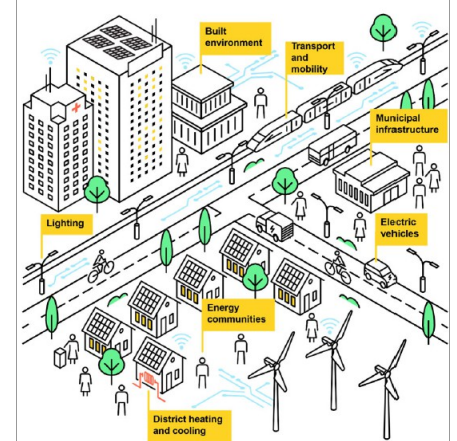 Built
environment
Transport
and
mobility
Municipal
infrastructure
Lighting
Electric
vehicles
Energy
communities
District heating
and cooling